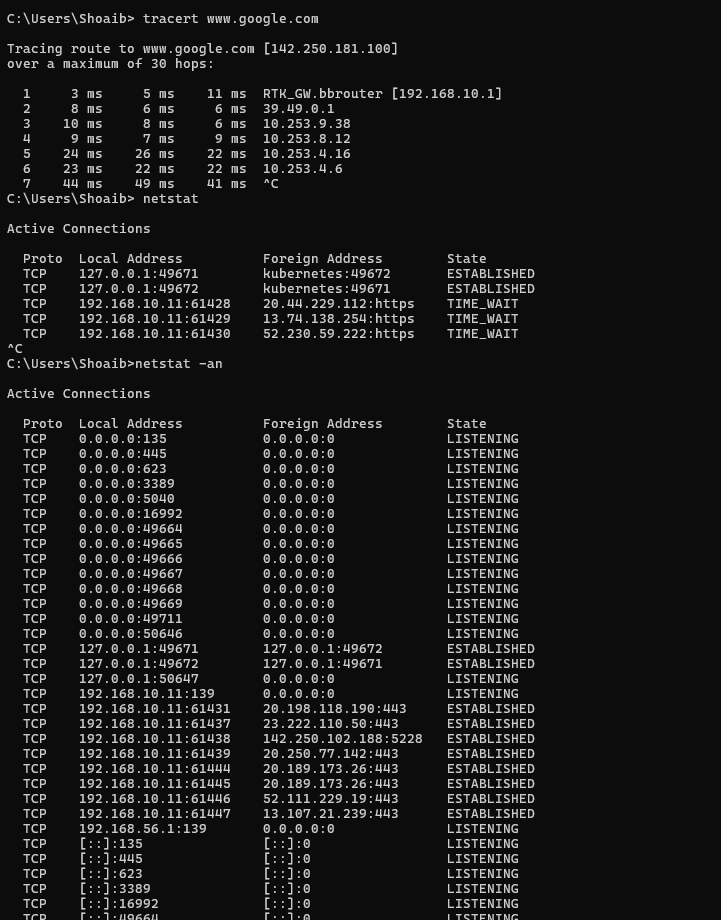 C:\Users\Shoaib> tracert www.google.com
Tracing route to www.google.com [142.250.181.100]
over a maximum of 30 hops:
1 3 ms 5 ms 11 ms RTK_GW.bbrouter [192.168.10.1]
2 8 ms 6 ms 6 ms 39.49.0.1
3 10 ms 8 ms 6 ms 10.253.9.38
4 9 ms 7 ms 9 ms 10.253.8.12
5 24 ms 26 ms 22 ms 10.253.4.16
6 23 ms 22 ms 22 ms 10.253.4.6
7 44 ms 49 ms 41 ms ^C
C:\Users\Shoaib> netstat
Active Connections
Proto Local Address Foreign Address State
TCP 127.0.0.1:49671 kubernetes:49672 ESTABLISHED
TCP 127.0.0.1:49672 kubernetes:49671 ESTABLISHED
TCP 192.168.10.11:61428 20.44.229.112:https TIME_WAIT
TCP 192.168.10.11:61429 13.74.138.254:https TIME_WAIT
TCP 192.168.10.11:61430 52.230.59.222:https TIME_WAIT
^C
C:\Users\Shoaib>netstat -an
Active Connections
Proto Local Address Foreign Address State
TCP 0.0.0.0:135 0.0.0.0:0 LISTENING
TCP 0.0.0.0:445 0.0.0.0:0 LISTENING
TCP 0.0.0.0:623 0.0.0.0:0 LISTENING
TCP 0.0.0.0:3389 0.0.0.0:0 LISTENING
TCP 0.0.0.0:5040 0.0.0.0:0 LISTENING
TCP 0.0.0.0:16992 0.0.0.0:0 LISTENING
TCP 0.0.0.0:49664 0.0.0.0:0 LISTENING
TCP 0.0.0.0:49665 0.0.0.0:0 LISTENING
TCP 0.0.0.0:49666 0.0.0.0:0 LISTENING
TCP 0.0.0.0:49667 0.0.0.0:0 LISTENING
TCP 0.0.0.0:49668 0.0.0.0:0 LISTENING
TCP 0.0.0.0:49669 0.0.0.0:0 LISTENING
TCP 0.0.0.0:49711 0.0.0.0:0 LISTENING
TCP 0.0.0.0:50646 0.0.0.0:0 LISTENING
TCP 127.0.0.1:49671 127.0.0.1:49672 ESTABLISHED
TCP 127.0.0.1:49672 127.0.0.1:49671 ESTABLISHED
TCP 127.0.0.1:50647 0.0.0.0:0 LISTENING
TCP 192.168.10.11:139 0.0.0.0:0 LISTENING
TCP 192.168.10.11:61431 20.198.118.190:443 ESTABLISHED
TCP 192.168.10.11:61437 23.222.110.50:443 ESTABLISHED
TCP 192.168.10.11:61438 142.250.102.188:5228 ESTABLISHED
TCP 192.168.10.11:61439 20.250.77.142:443 ESTABLISHED
TCP 192.168.10.11:61444 20.189.173.26:443 ESTABLISHED
TCP 192.168.10.11:61445 20.189.173.26:443 ESTABLISHED
TCP 192.168.10.11:61446 52.111.229.19:443 ESTABLISHED
TCP 192.168.10.11:61447 13.107.21.239:443 ESTABLISHED
TCP 192.168.56.1:139 0.0.0.0:0 LISTENING
TCP [::]:135 [::]:0 LISTENING
TCP [::]:445 [::]:0 LISTENING
TCP [::]:623 [::]:0 LISTENING
TCP [::]:3389 [::]:0 LISTENING
TCP [::]:16992 [::]:0 LISTENING
TCP [::]:49664 [::]:0 LISTENING